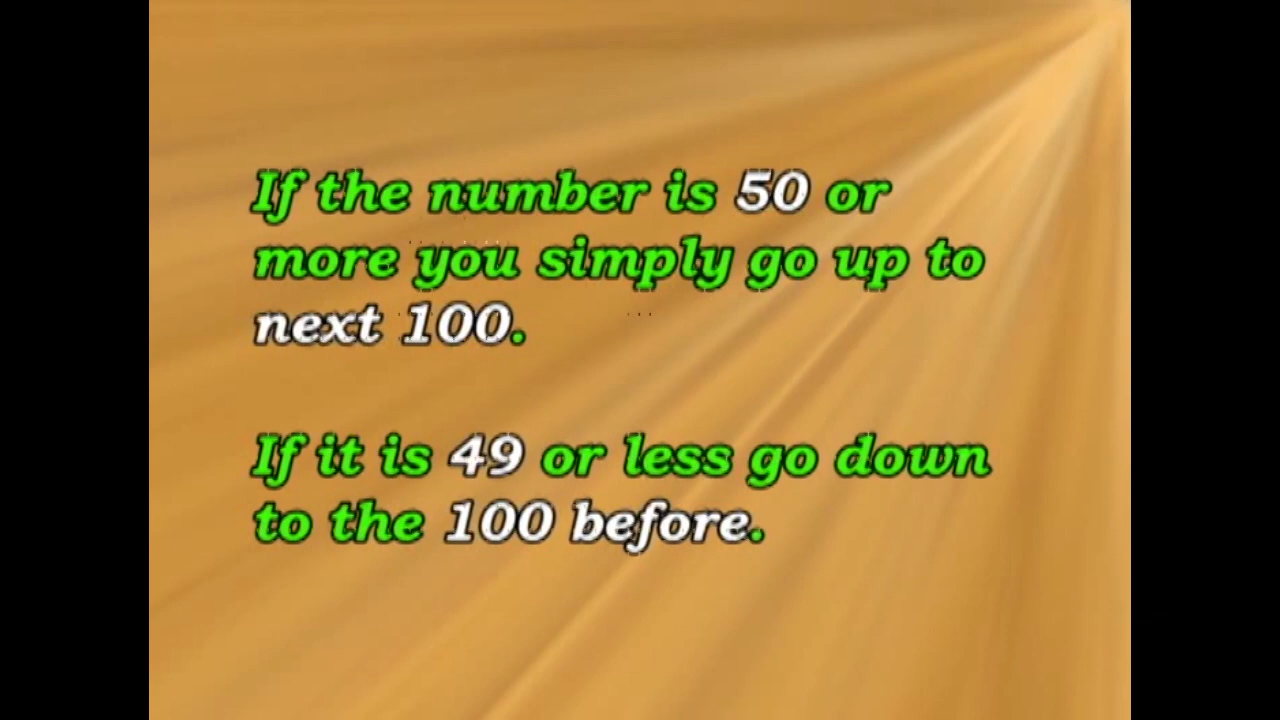 If the number is 50 or
more you simply go up to
next 100.
If it is 49 or less go down
to the 100 before.